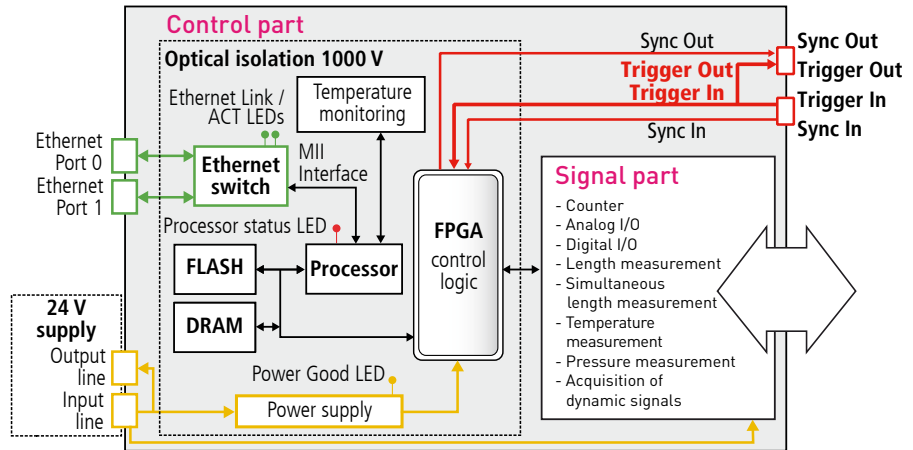 Control part
Optical isolation 1000 V
Ethernet Link /
ACT LEDs
Temperature
monitoring
Sync Out
Trigger Out
Trigger In
Sync In
Sync Out
Trigger Out
Trigger In
Sync In
Ethernet
Port 0
Ethernet
Port 1
Ethernet
switch
MII
Interface
Processor status LED
FLASH
Processor
DRAM
FPGA
control
logic
Signal part
- Counter
- Analog I/O
- Digital I/O
- Length measurement
- Simultaneous
length measurement
- Temperature
measurement
- Pressure measurement
- Acquisition of
dynamic signals
24 V
supply
Output
line
Input
line
Power Good LED
Power supply